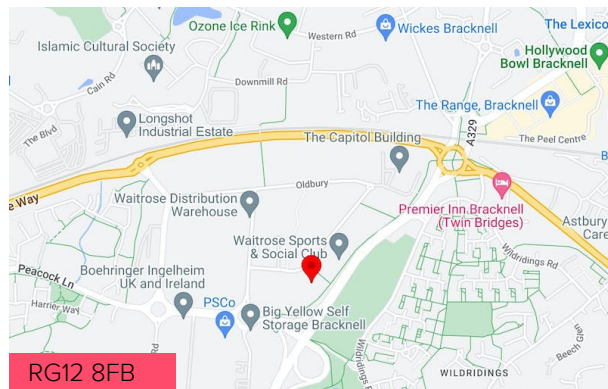 Ozone Ice Rink
Western Rd
Wickes Bracknell
The Lexico
Islamic Cultural
Society
Hollywood
Bowl Bracknell
Cain Rd
Downmill Rd
The Range, Bracknell
Longshot
Industrial Estate
The Blvd
A329
The Peel Centre
The Capitol Building
B
Oldbury
e Way
Waitrose Distribution
Warehouse
Premier Inn Bracknell
(Twin Bridges)
Astbury
Care
Waitrose Sports
& Social Club
Wildridings Rd
Peacock Ln
Boehringer Ingelheim
UK and Ireland
Harrier Way
PSCo
Big Yellow Self
Storage Bracknell
Wildridings Rd
Beech Glen
WILDRIDINGS
RG12 8FB